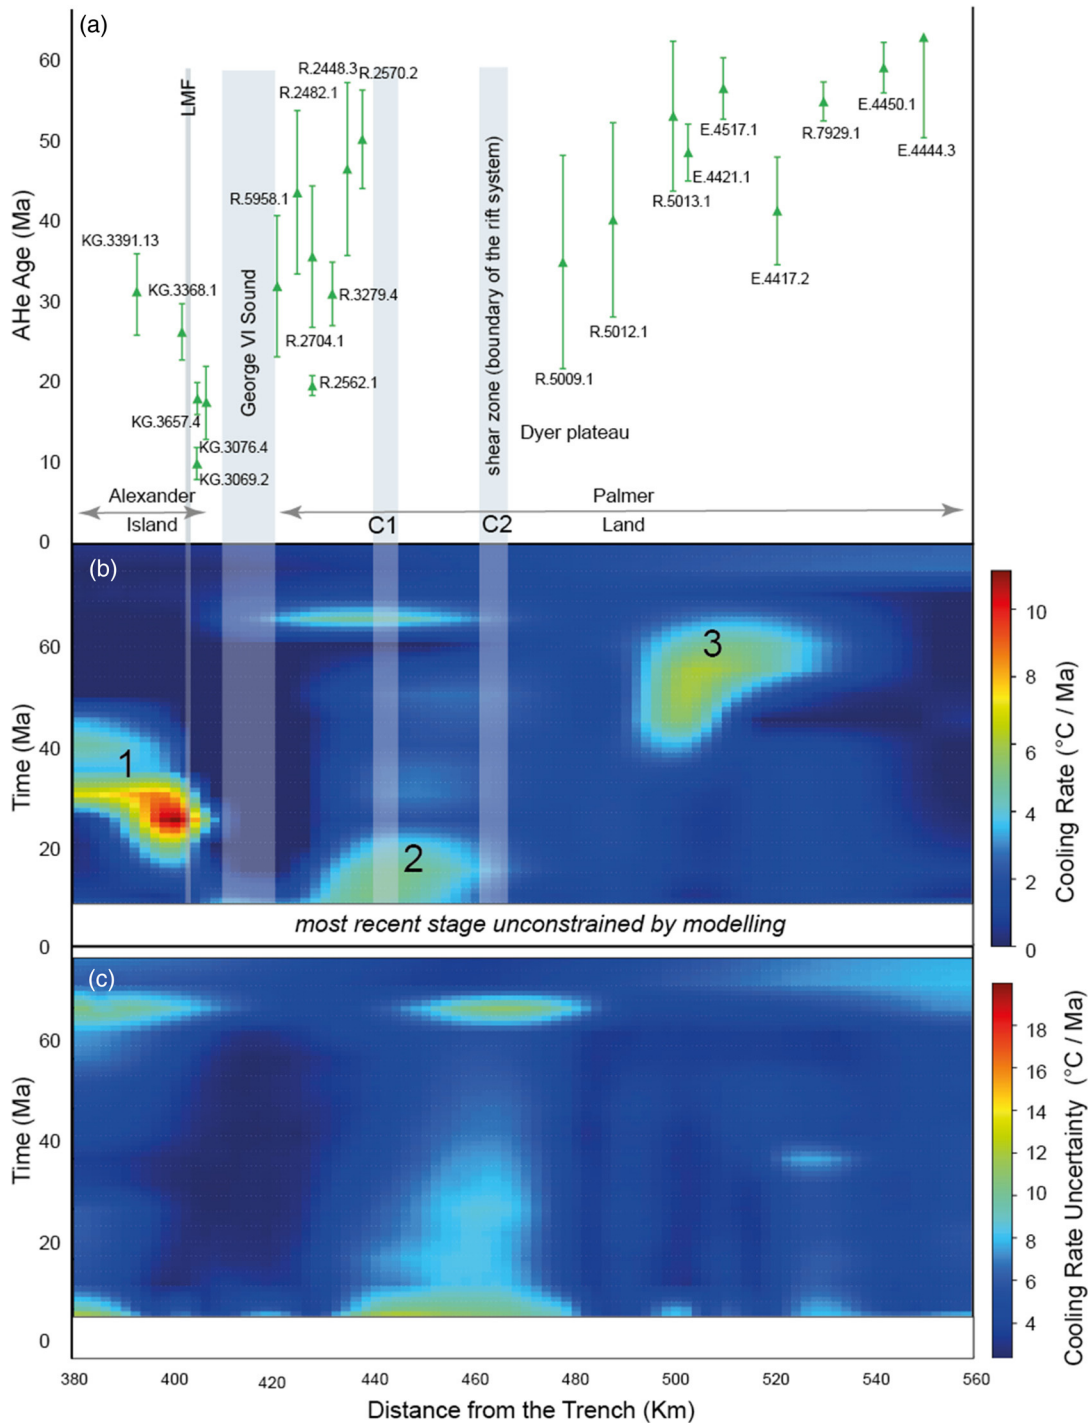 (a)
60
50
40
30
20
10
0
AHe Age (Ma)
LMF
George VI Sound
shear zone (boundary of the rift system)
R.2448.3
R.2570.2
R.2482.1
R.5958.1
KG.3391.13
KG.3368.1
R.3279.4
R.2704.1
R.2562.1
KG.3657.4
KG.3076.4
KG.3069.2
E.4450.1
E.4517.1
R.7929.1
E.4444.3
E.4421.1
R.5013.1
E.4417.2
R.5012.1
R.5009.1
Dyer plateau
Alexander
Island
Palmer
Land
C1
C2
(b)
60
40
20
0
Time (Ma)
1
2
3
most recent stage unconstrained by modelling
10
8
6
4
2
0
Cooling Rate (°C / Ma)
(c)
60
40
20
0
Time (Ma)
18
16
14
12
10
8
6
4
Cooling Rate Uncertainty (°C / Ma)
380
400
420
440
460
480
500
520
540
560
Distance from the Trench (Km)